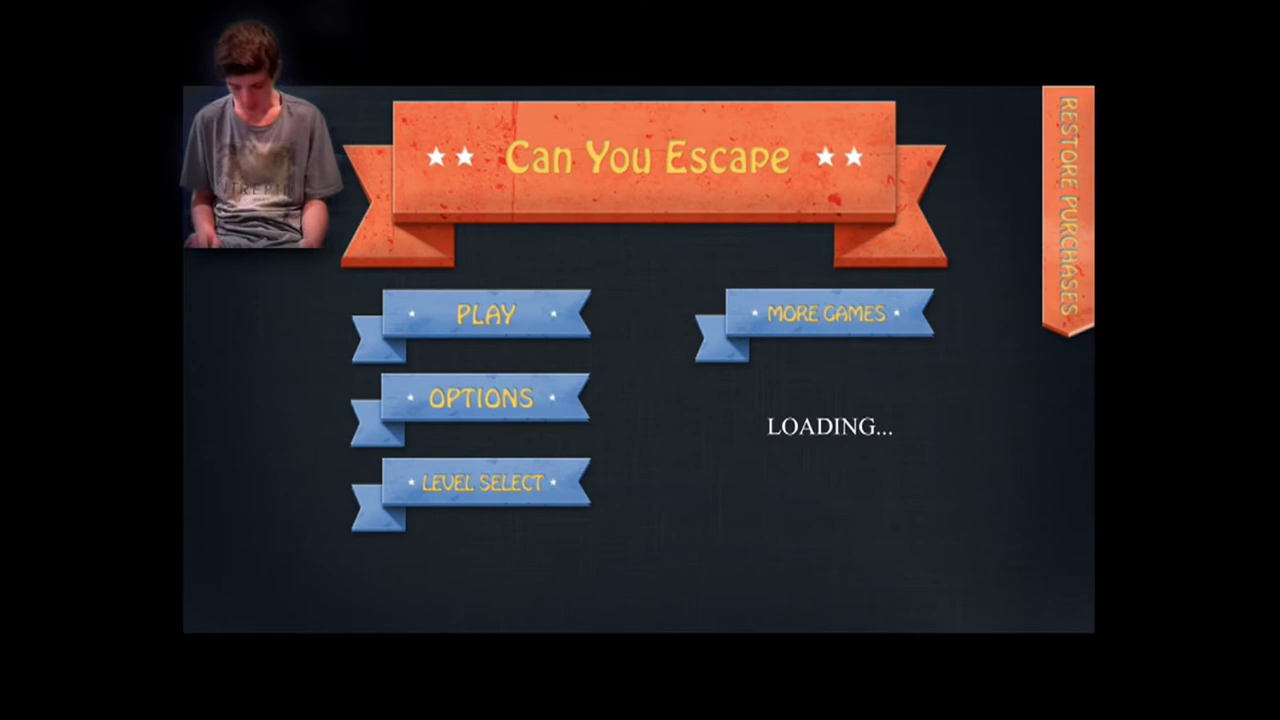 Can You Escape
RESTORE PURCHASES
PLAY
MORE GAMES
OPTIONS
LOADING...
LEVEL SELECT